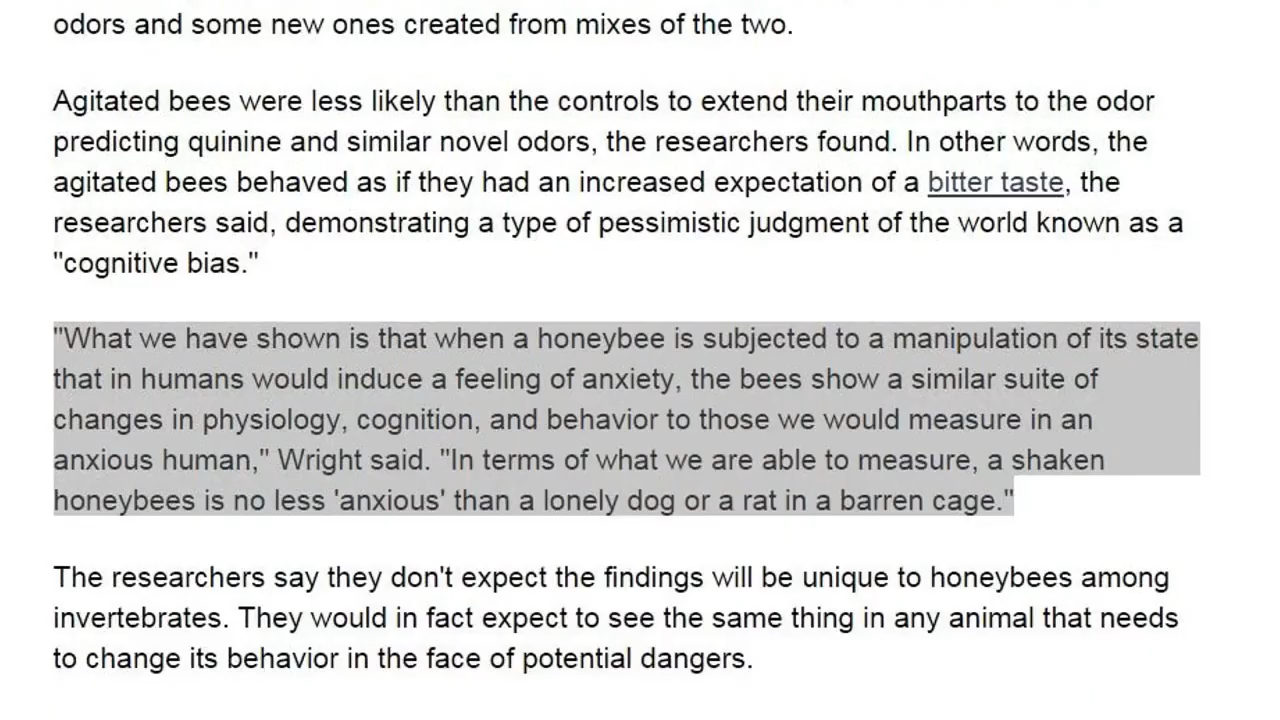 odors and some new ones created from mixes of the two.
Agitated bees were less likely than the controls to extend their mouthparts to the odor
predicting quinine and similar novel odors, the researchers found. In other words, the
agitated bees behaved as if they had an increased expectation of a bitter taste, the
researchers said, demonstrating a type of pessimistic judgment of the world known as a
"cognitive bias."
"What we have shown is that when a honeybee is subjected to a manipulation of its state
that in humans would induce a feeling of anxiety, the bees show a similar suite of
changes in physiology, cognition, and behavior to those we would measure in an
anxious human," Wright said. "In terms of what we are able to measure, a shaken
honeybees is no less 'anxious' than a lonely dog or a rat in a barren cage."
The researchers say they don't expect the findings will be unique to honeybees among
invertebrates. They would in fact expect to see the same thing in any animal that needs
to change its behavior in the face of potential dangers.